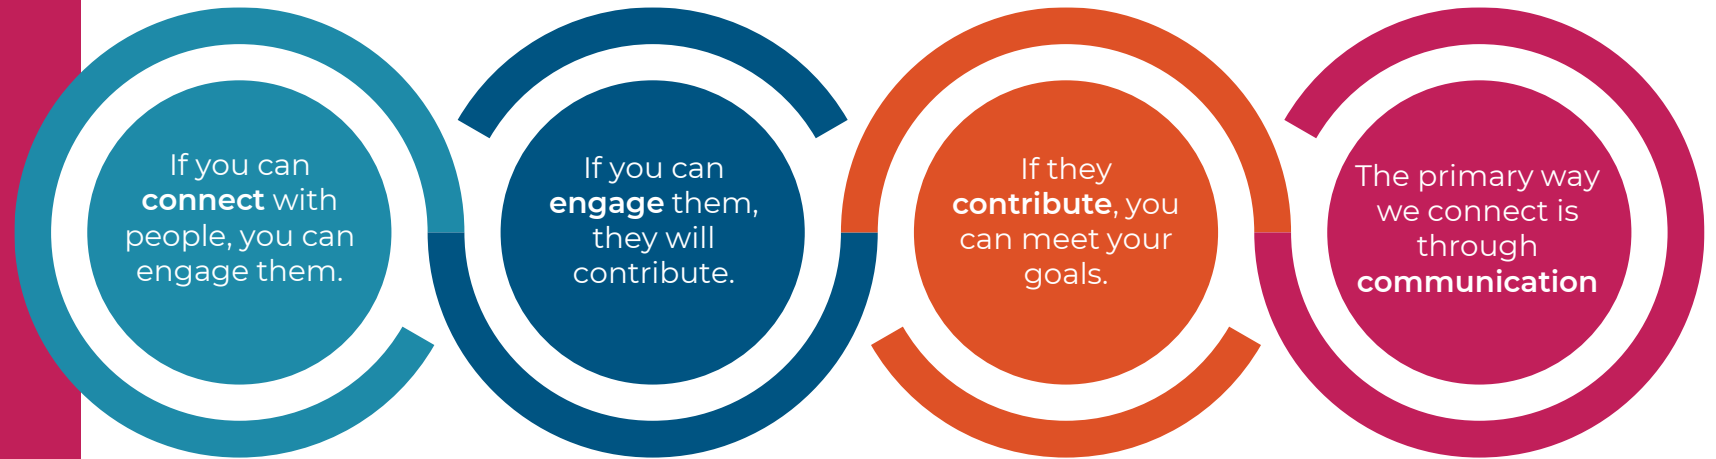 If you can
connect with
people, you can
engage them.
If you can
engage them,
they will
contribute.
If they
contribute, you
can meet your
goals.
The primary way
we connect is
through
communication